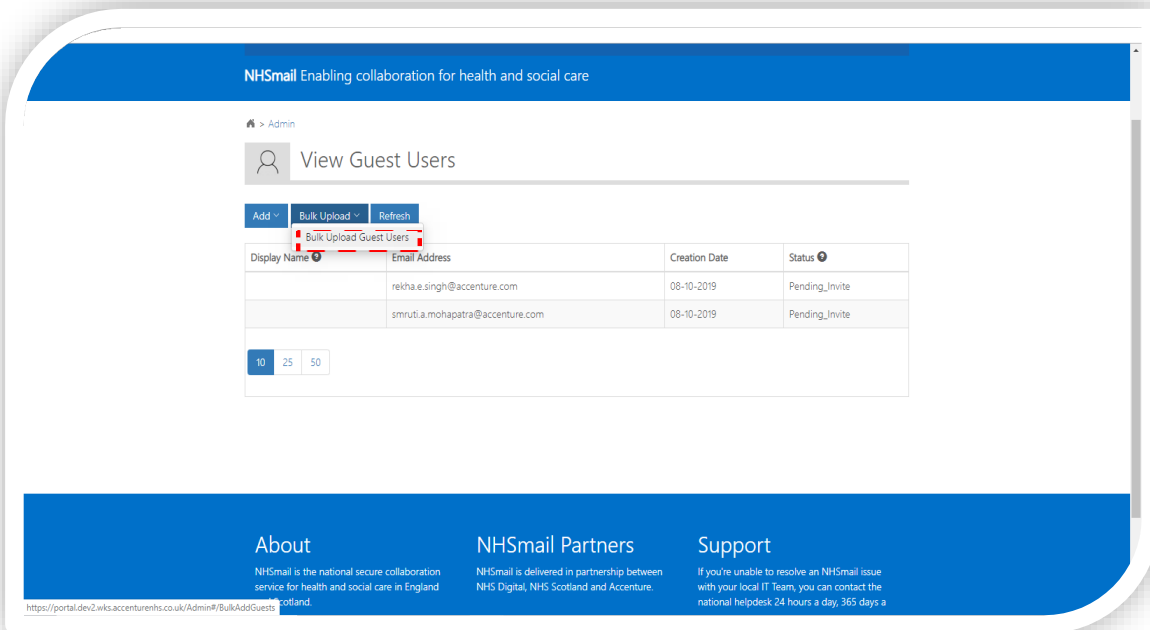 NHSmail Enabling collaboration for health and social care
> Admin
View Guest Users
Add Bulk Upload Refresh
Bulk Upload Guest Users
Display Name Email Address Creation Date Status
rekha.e.singh@accenture.com 08-10-2019 Pending_Invite
smruti.a.mohapatra@accenture.com 08-10-2019 Pending_Invite
10 25 50
About
NHSmail is the national secure collaboration
service for health and social care in England
Scotland.
NHSmail Partners
NHSmail is delivered in partnership between
NHS Digital, NHS Scotland and Accenture.
Support
If you're unable to resolve an NHSmail issue
with your local IT Team, you can contact the
national helpdesk 24 hours a day, 365 days a
https://portal.dev2.wks.accenturenhs.co.uk/Admin#/BulkAddGuests